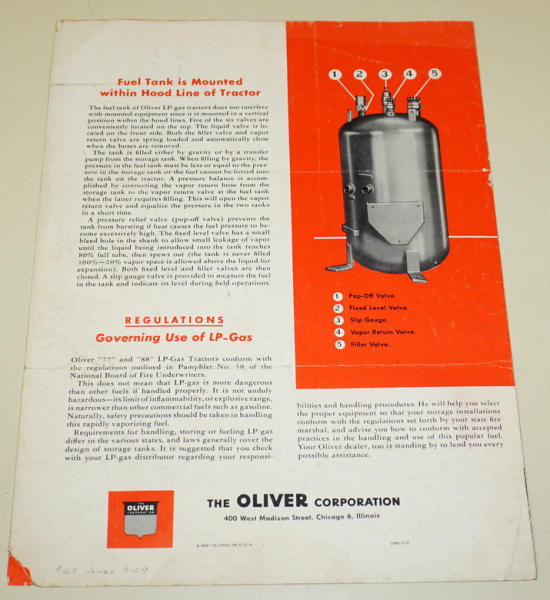 Fuel Tank is Mounted
within Hood Line of Tractor
The fuel tank of Oliver LP-gas tractors does not interfere
with mounted equipment since it is mounted in a vertical
position within the hood lines. Five of the six valves are
conveniently located on the top. The liquid valve is lo-
cated on the front side. Both the filler valve and vapor
return valve are spring loaded and automatically close
when the hoses are removed.
The tank is filled either by gravity or by a transfer
pump from the storage tank. When filling by gravity, the
pressure in the fuel tank must be less or equal to the pres-
sure in the storage tank or the fuel cannot be forced into
the tank on the tractor. A pressure balance is accom-
plished by connecting the vapor return hose from the
storage tank to the vapor return valve at the fuel tank
when the latter requires filling. This will open the vapor
return valve and equalize the pressure in the two tanks
in a short time.
A pressure relief valve (pop-off valve) prevents the
tank from bursting if heat causes the fuel pressure to be-
come excessively high. The fixed level valve has a small
bleed hole in the shank to allow small leakage of vapor
until the liquid being introduced into the tank reaches
80% full tube, then spews out (the tank is never filled
100%—20% vapor space is allowed above the liquid for
expansion). Both fixed level and filler valves are then
closed. A slip gauge valve is provided to measure the fuel
in the tank and indicate its level during field operations.
REGULATIONS
Governing Use of LP-Gas
Oliver "77" and "88" LP-Gas Tractors conform with
the regulations outlined in Pamphlet No. 58 of the
National Board of Fire Underwriters.
This does not mean that LP-gas is more dangerous
than other fuels if handled properly. It is not unduly
hazardous—its limit of inflammability, or explosive range,
is narrower than other commercial fuels such as gasoline.
Naturally, safety precautions should be taken in handling
this rapidly vaporizing fuel.
Requirements for handling, storing or fueling LP-gas
differ in the various states, and laws generally cover the
design of storage tanks. It is suggested that you check
with your LP-gas distributor regarding your responsi-
1 2 3 4 5
1 Pop-Off Valve.
2 Fixed Level Valve.
3 Slip Gauge.
4 Vapor Return Valve.
5 Filler Valve.
bilities and handling procedures. He will help you select
the proper equipment so that your storage installations
conform with the regulations set forth by your state fire
marshal, and advise you how to conform with accepted
practices in the handling and use of this popular fuel.
Your Oliver dealer, too is standing by to lend you every
possible assistance.
THE
OLIVER
THE OLIVER CORPORATION
400 West Madison Street, Chicago 6, Illinois